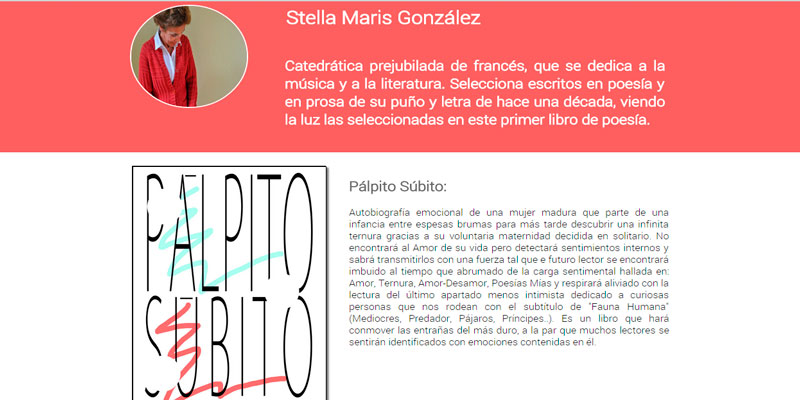 Stella Maris González
Catedrática prejubilada de francés, que se dedica a la
música y a la literatura. Selecciona escritos en poesía y
en prosa de su puño y letra de hace una década, viendo
la luz las seleccionadas en este primer libro de poesía.
PÁLPITO
SÚBITO
Pálpito Súbito:
Autobiografía emocional de una mujer madura que parte de una
infancia entre espesas brumas para más tarde descubrir una infinita
ternura gracias a su voluntaria maternidad decidida en solitario. No
encontrará al Amor de su vida pero detectará sentimientos internos y
sabrá transmitirlos con una fuerza tal que e futuro lector se encontrará
imbuido al tiempo que abrumado de la carga sentimental hallada en:
Amor, Ternura, Amor-Desamor, Poesías Mías y respirará aliviado con la
lectura del último apartado menos intimista dedicado a curiosas
personas que nos rodean con el subtítulo de "Fauna Humana"
(Mediocres, Predador, Pájaros, Príncipes..). Es un libro que hará
conmover las entrañas del más duro, a la par que muchos lectores se
sentirán identificados con emociones contenidas en él.